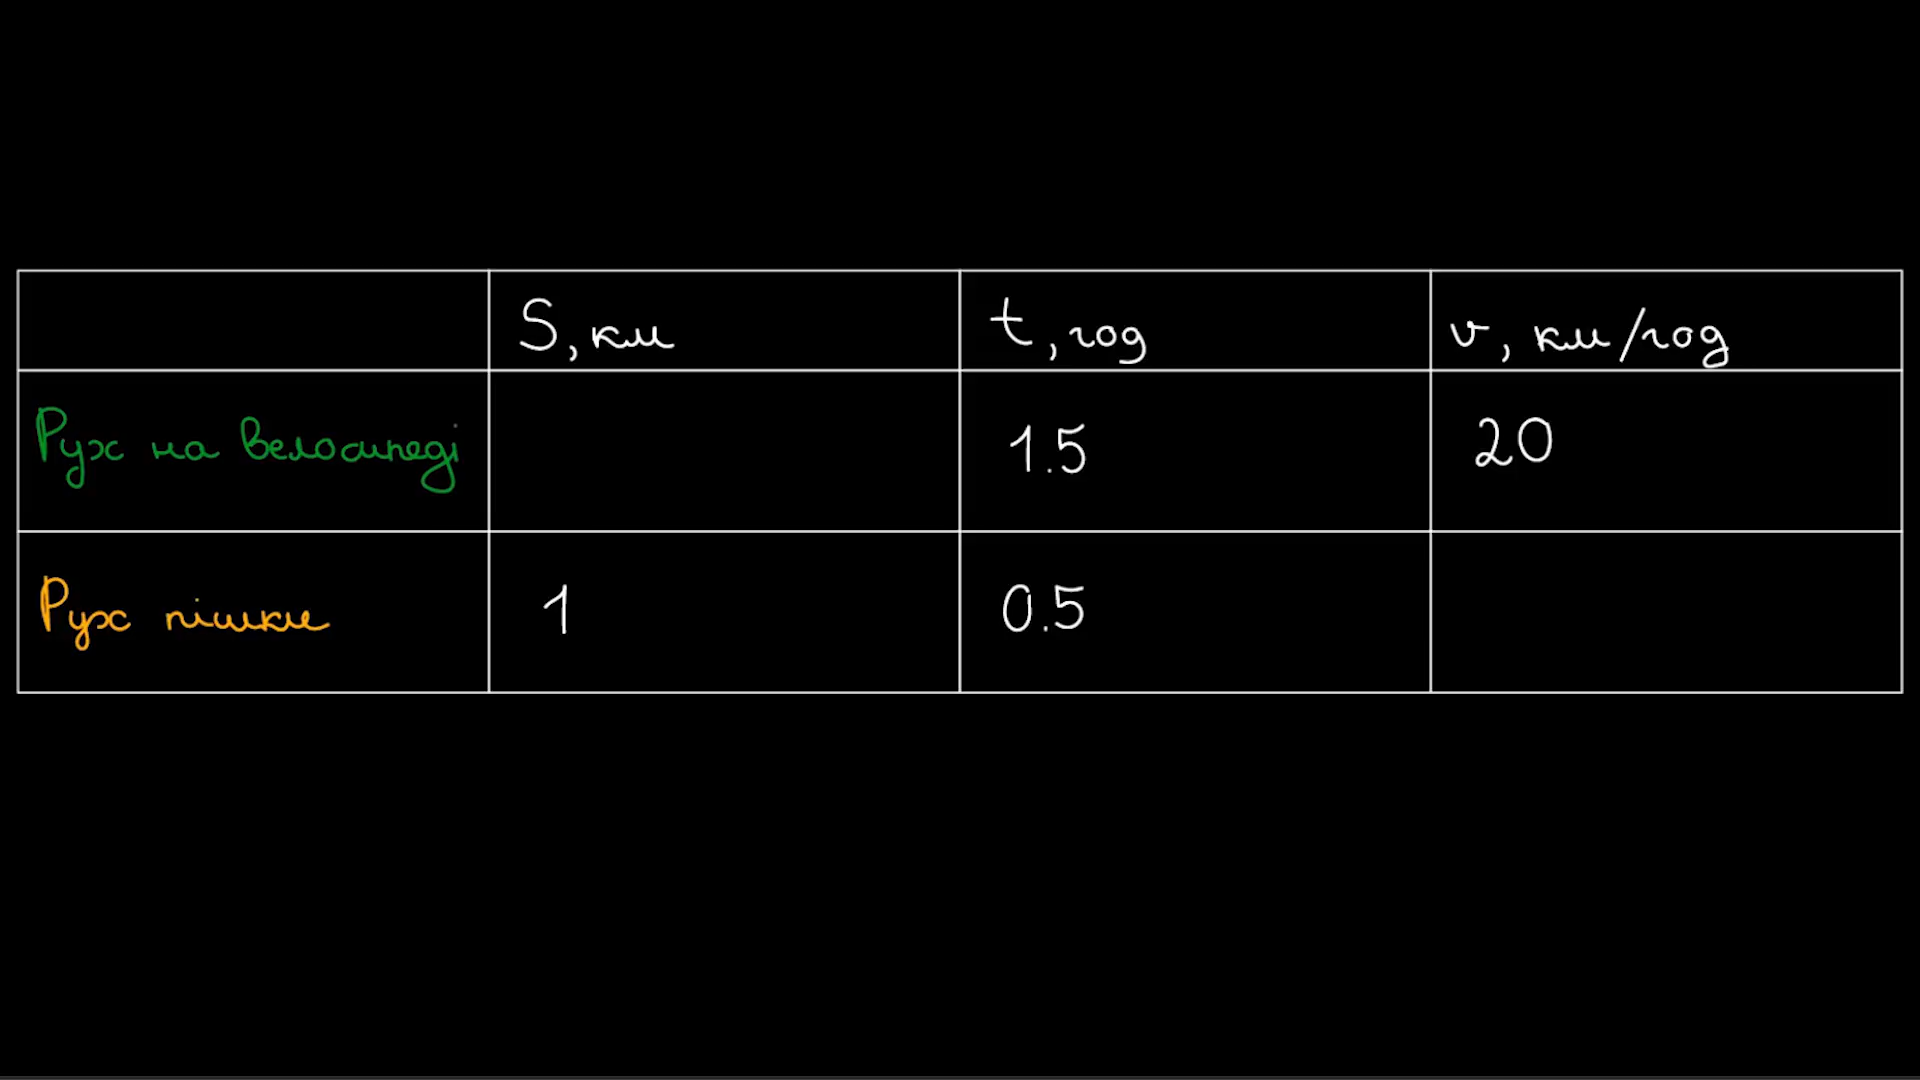 S, км t, год v, км/год
Рух на велосипеді 1.5 20
Рух пішки 1 0.5